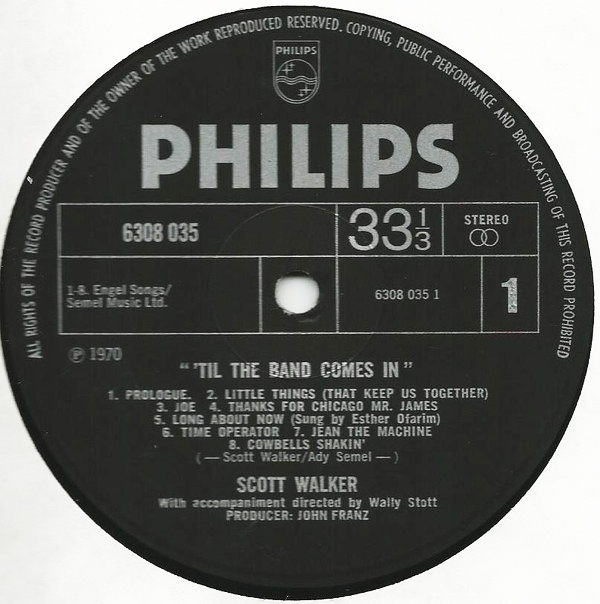 ALL RIGHTS OF THE RECORD PRODUCER AND OF THE OWNER OF THE WORK REPRODUCED RESERVED. COPYING, PUBLIC PERFORMANCE AND BROADCASTING OF THIS RECORD PROHIBITED
PHILIPS
PHILIPS
6308 035
33⅓
STEREO
1-8. Engel Songs/
Semel Music Ltd.
6308 035 1
1
℗ 1970
"'TIL THE BAND COMES IN"
1. PROLOGUE. 2. LITTLE THINGS (THAT KEEP US TOGETHER)
3. JOE 4. THANKS FOR CHICAGO MR. JAMES
5. LONG ABOUT NOW (Sung by Esther Ofarim)
6. TIME OPERATOR 7. JEAN THE MACHINE
8. COWBELLS SHAKIN'
(— Scott Walker/Ady Semel —)
SCOTT WALKER
With accompaniment directed by Wally Stott
PRODUCER: JOHN FRANZ